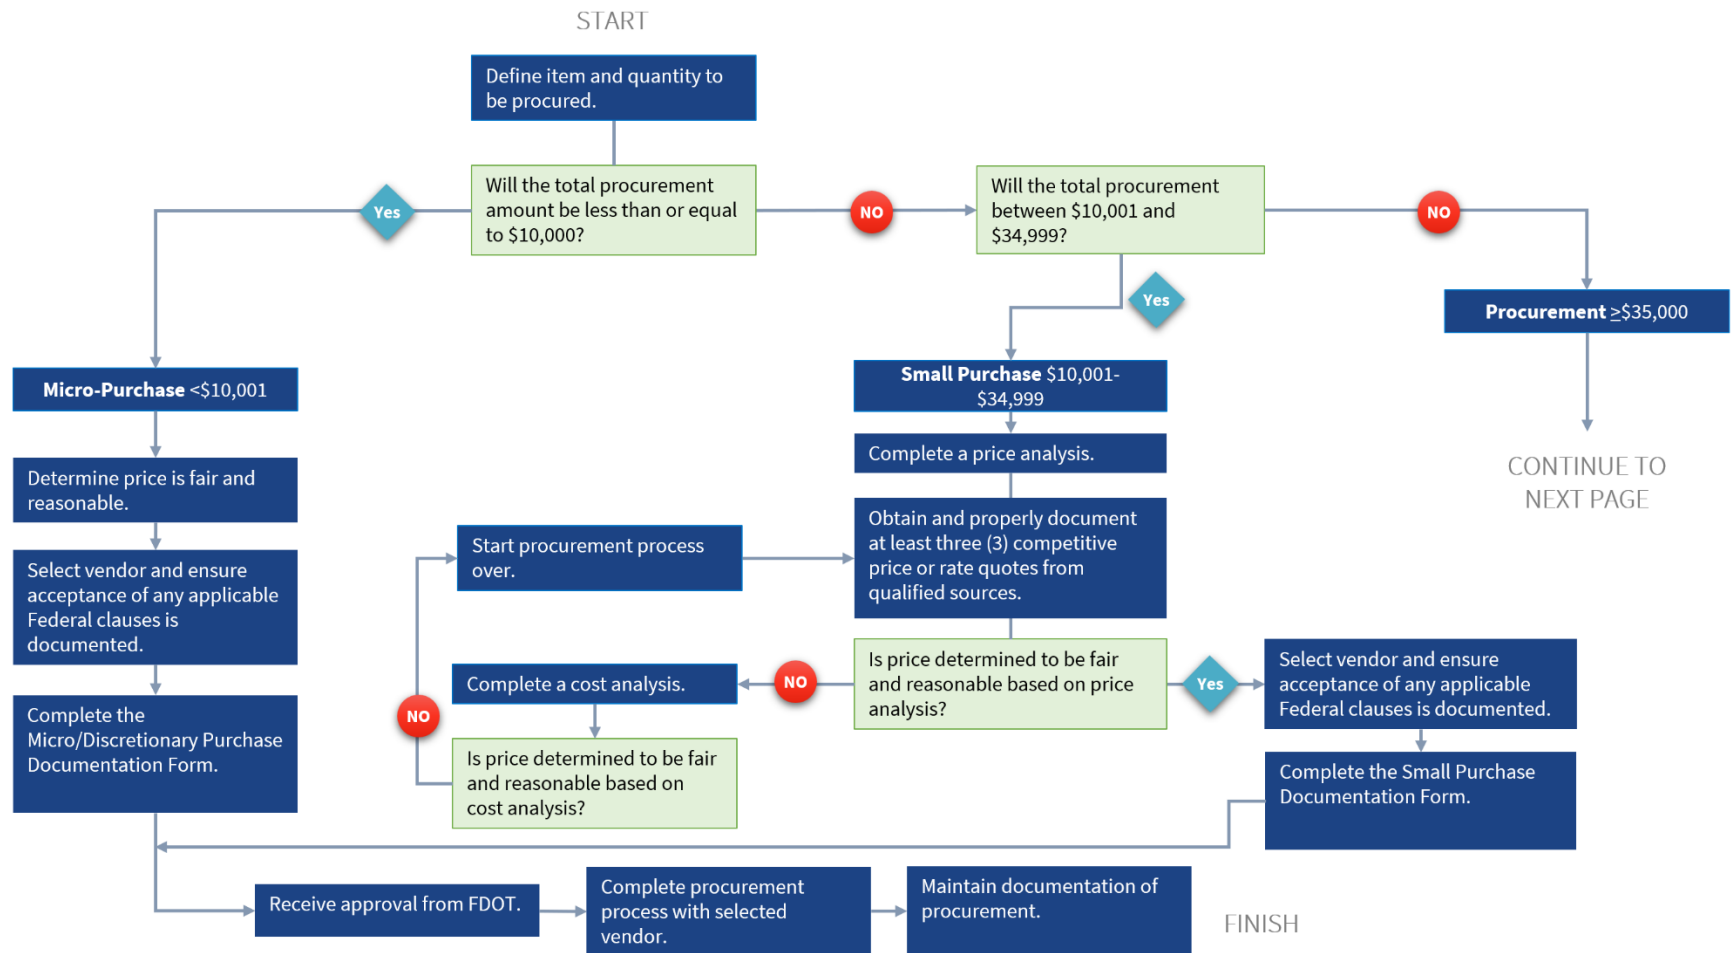 START
Define item and quantity to
be procured.
Will the total procurement
amount be less than or equal
to $10,000?
Yes
NO
Will the total procurement
between $10,001 and
$34,999?
NO
Yes
Procurement ≥$35,000
CONTINUE TO
NEXT PAGE
Micro-Purchase <$10,001
Determine price is fair and
reasonable.
Select vendor and ensure
acceptance of any applicable
Federal clauses is
documented.
Complete the
Micro/Discretionary Purchase
Documentation Form.
Small Purchase $10,001-
$34,999
Complete a price analysis.
Obtain and properly document
at least three (3) competitive
price or rate quotes from
qualified sources.
Start procurement process
over.
Is price determined to be fair
and reasonable based on price
analysis?
NO
Yes
Complete a cost analysis.
NO
Is price determined to be fair
and reasonable based on
cost analysis?
Select vendor and ensure
acceptance of any applicable
Federal clauses is documented.
Complete the Small Purchase
Documentation Form.
Receive approval from FDOT.
Complete procurement
process with selected
vendor.
Maintain documentation of
procurement.
FINISH